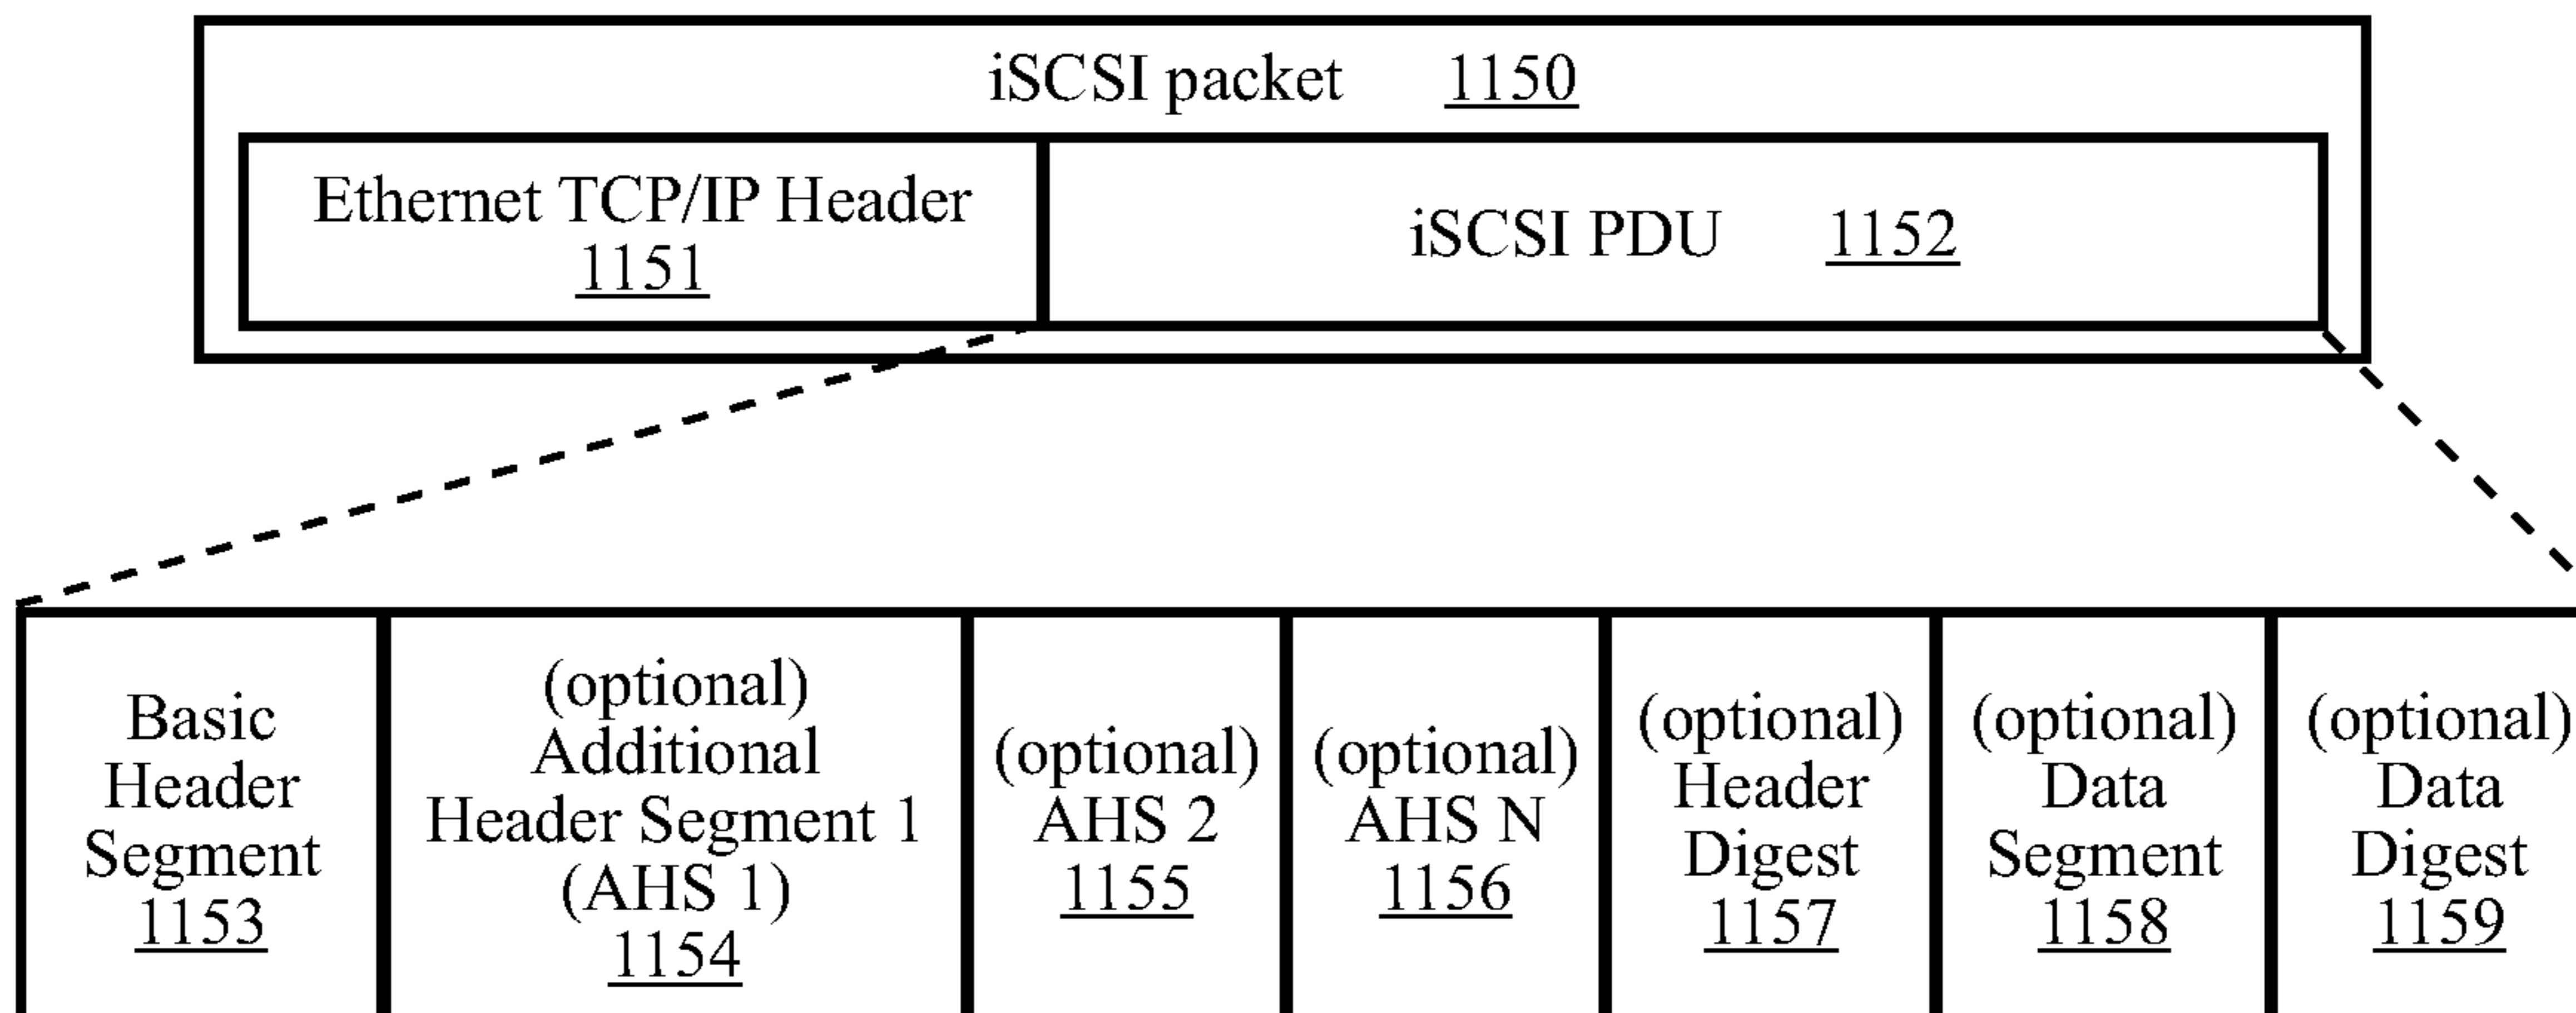 iSCSI packet 1150
Ethernet TCP/IP Header
1151
iSCSI PDU 1152
Basic
Header
Segment
1153
(optional)
Additional
Header Segment 1
(AHS 1)
1154
(optional)
AHS 2
1155
(optional)
AHS N
1156
(optional)
Header
Digest
1157
(optional)
Data
Segment
1158
(optional)
Data
Digest
1159